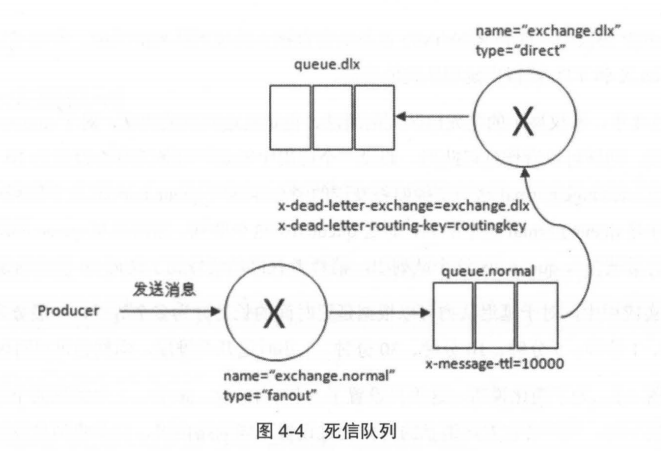 name="exchange.dlx"
type="direct"
queue.dlx
X
x-dead-letter-exchange=exchange.dlx
x-dead-letter-routing-key=routingkey
queue.normal
发送消息
Producer
X
x-message-ttl=10000
name="exchange.normal"
type="fanout"
图 4-4 死信队列